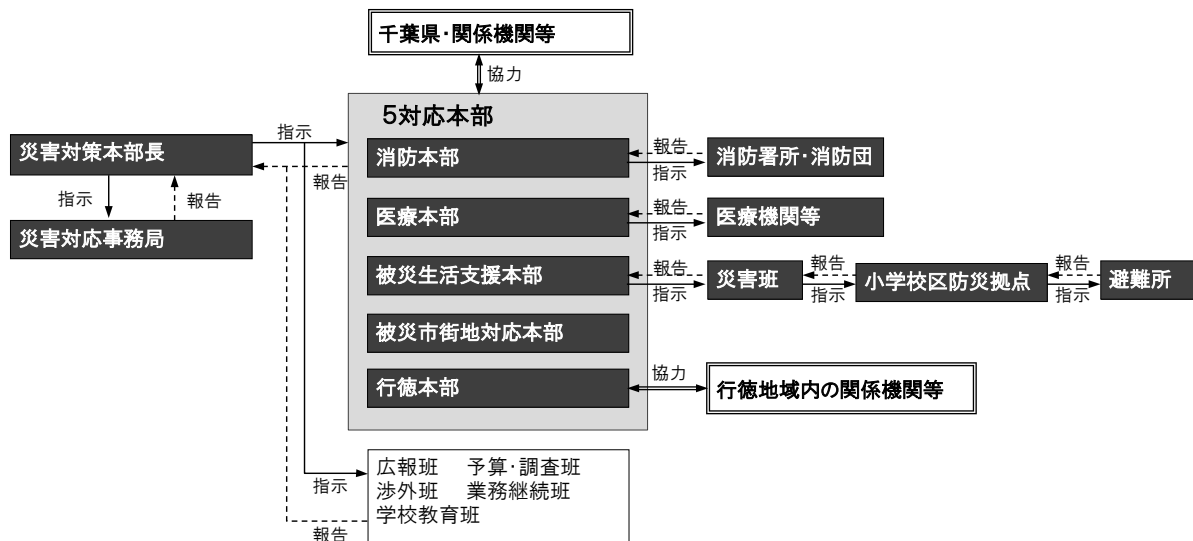 千葉県・関係機関等
協力
5対応本部
災害対策本部長
指示
報告
指示
報告
災害対応事務局
消防本部
報告
指示
消防署所・消防団
医療本部
報告
指示
医療機関等
被災生活支援本部
報告
指示
災害班
報告
指示
小学校区防災拠点
報告
指示
避難所
被災市街地対応本部
行徳本部
協力
行徳地域内の関係機関等
指示
報告
広報班 予算・調査班
渉外班 業務継続班
学校教育班